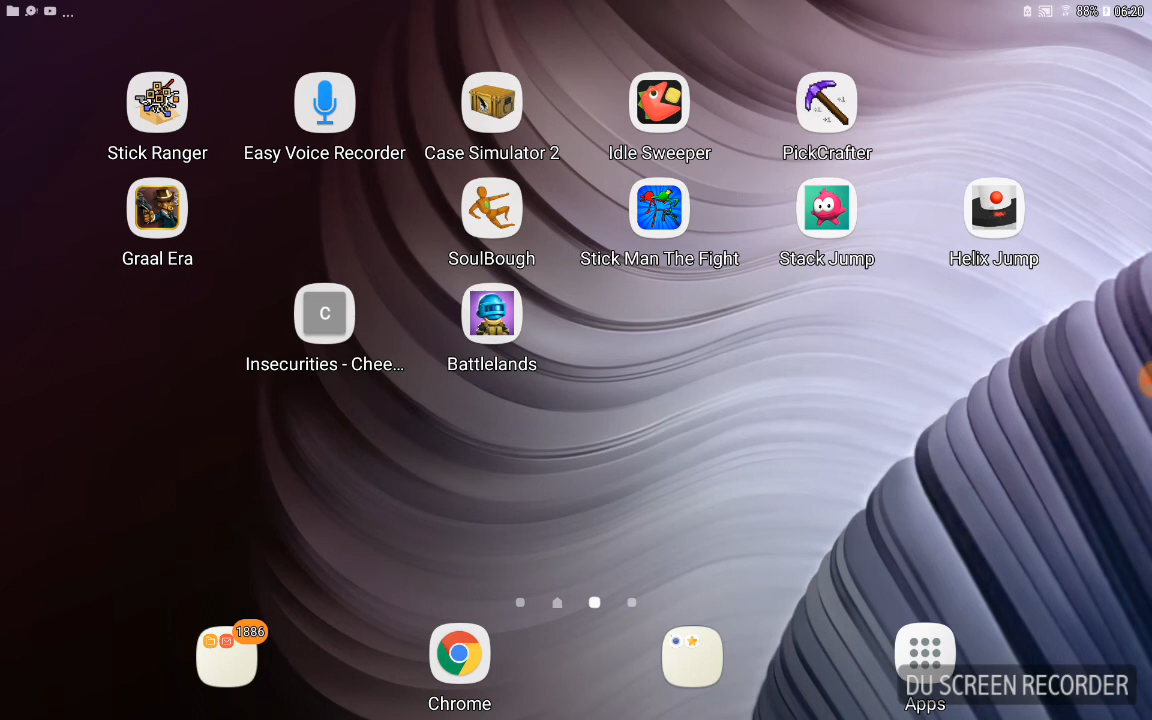 ... 88% 06:20
Stick Ranger Easy Voice Recorder Case Simulator 2 Idle Sweeper PickCrafter
Graal Era SoulBough Stick Man The Fight Stack Jump Helix Jump
C
Insecurities - Chee... Battlelands
1886
DU SCREEN RECORDER
Chrome Apps